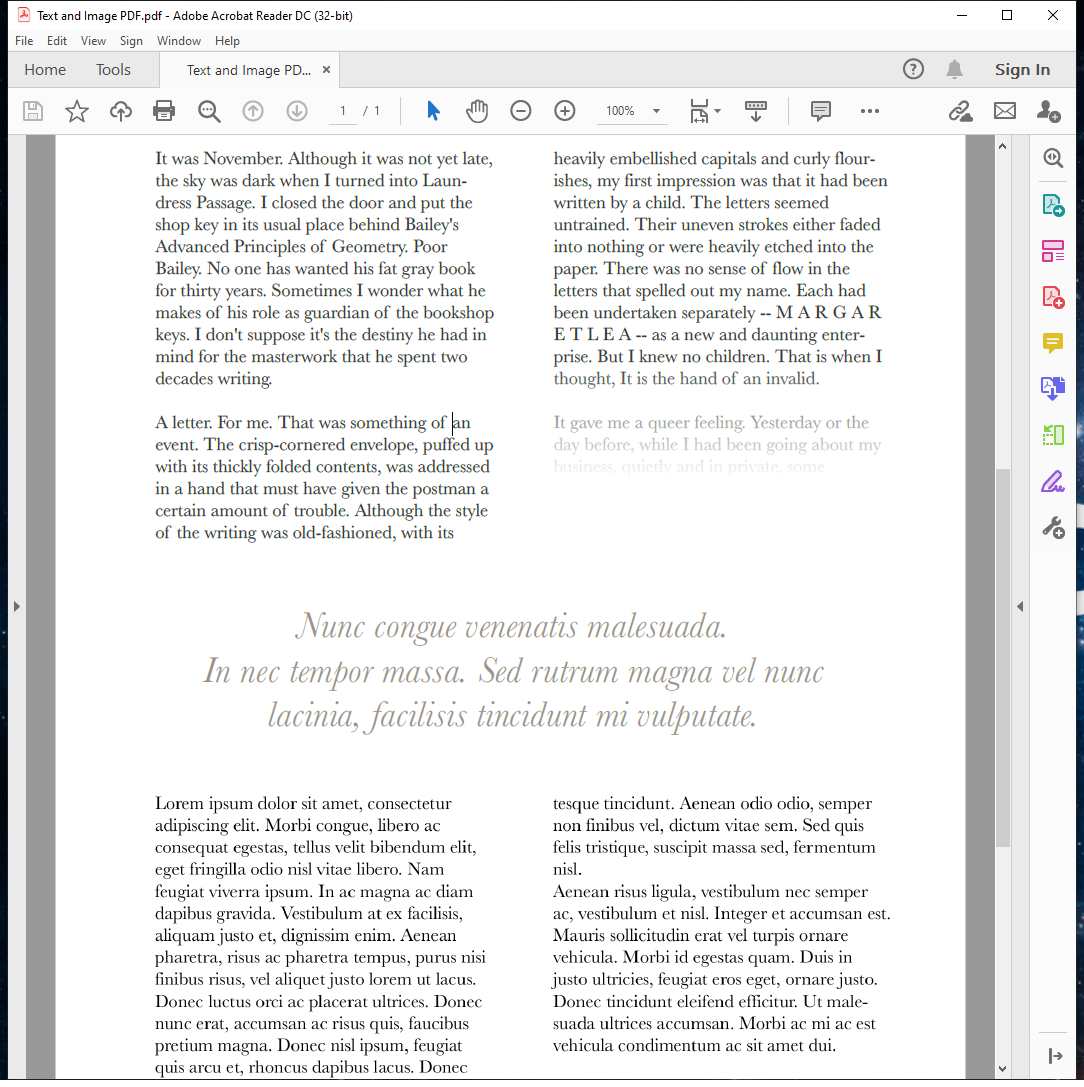 Text and Image PDF.pdf - Adobe Acrobat Reader DC (32-bit)
File Edit View Sign Window Help
Home Tools Text and Image PD... × Sign In
1 / 1 100%
It was November. Although it was not yet late,
the sky was dark when I turned into Laun-
dress Passage. I closed the door and put the
shop key in its usual place behind Bailey's
Advanced Principles of Geometry. Poor
Bailey. No one has wanted his fat gray book
for thirty years. Sometimes I wonder what he
makes of his role as guardian of the bookshop
keys. I don't suppose it's the destiny he had in
mind for the masterwork that he spent two
decades writing.
A letter. For me. That was something of an
event. The crisp-cornered envelope, puffed up
with its thickly folded contents, was addressed
in a hand that must have given the postman a
certain amount of trouble. Although the style
of the writing was old-fashioned, with its
heavily embellished capitals and curly flour-
ishes, my first impression was that it had been
written by a child. The letters seemed
untrained. Their uneven strokes either faded
into nothing or were heavily etched into the
paper. There was no sense of flow in the
letters that spelled out my name. Each had
been undertaken separately -- M A R G A R
E T L E A -- as a new and daunting enter-
prise. But I knew no children. That is when I
thought, It is the hand of an invalid.
It gave me a queer feeling. Yesterday or the
day before, while I had been going about my
business, quietly and in private, some
Nunc congue venenatis malesuada.
In nec tempor massa. Sed rutrum magna vel nunc
lacinia, facilisis tincidunt mi vulputate.
Lorem ipsum dolor sit amet, consectetur
adipiscing elit. Morbi congue, libero ac
consequat egestas, tellus velit bibendum elit,
eget fringilla odio nisl vitae libero. Nam
feugiat viverra ipsum. In ac magna ac diam
dapibus gravida. Vestibulum at ex facilisis,
aliquam justo et, dignissim enim. Aenean
pharetra, risus ac pharetra tempus, purus nisi
finibus risus, vel aliquet justo lorem ut lacus.
Donec luctus orci ac placerat ultrices. Donec
nunc erat, accumsan ac risus quis, faucibus
pretium magna. Donec nisl ipsum, feugiat
quis arcu et, rhoncus dapibus lacus. Donec
tesque tincidunt. Aenean odio odio, semper
non finibus vel, dictum vitae sem. Sed quis
felis tristique, suscipit massa sed, fermentum
nisl.
Aenean risus ligula, vestibulum nec semper
ac, vestibulum et nisl. Integer et accumsan est.
Mauris sollicitudin erat vel turpis ornare
vehicula. Morbi id egestas quam. Duis in
justo ultricies, feugiat eros eget, ornare justo.
Donec tincidunt eleifend efficitur. Ut male-
suada ultrices accumsan. Morbi ac mi ac est
vehicula condimentum ac sit amet dui.